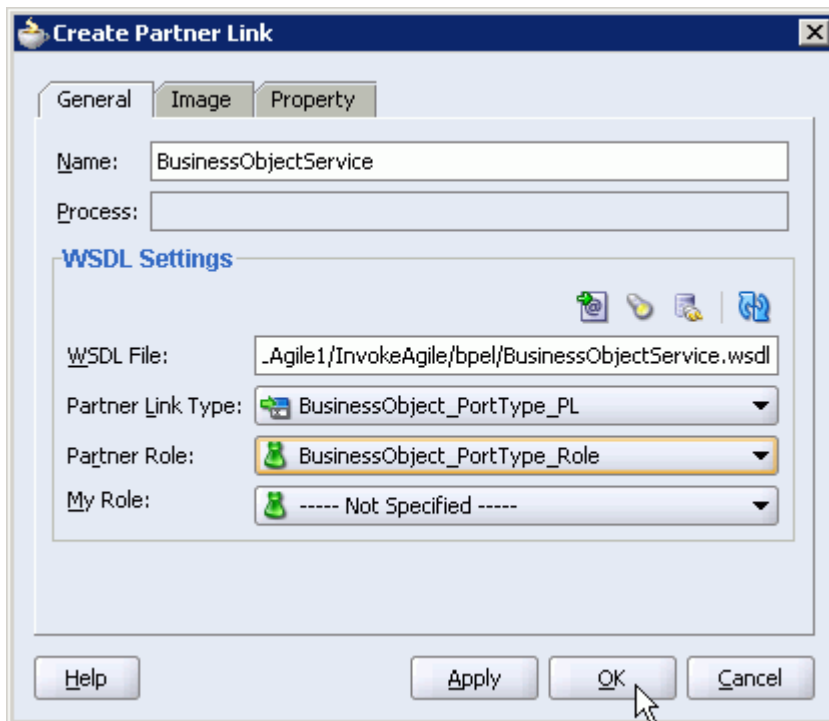 Create Partner Link
General Image Property
Name: BusinessObjectService
Process:
WSDL Settings
WSDL File: _Agile1/InvokeAgile/bpel/BusinessObjectService.wsdl
Partner Link Type: BusinessObject_PortType_PL
Partner Role: BusinessObject_PortType_Role
My Role: ----- Not Specified -----
Help Apply OK Cancel